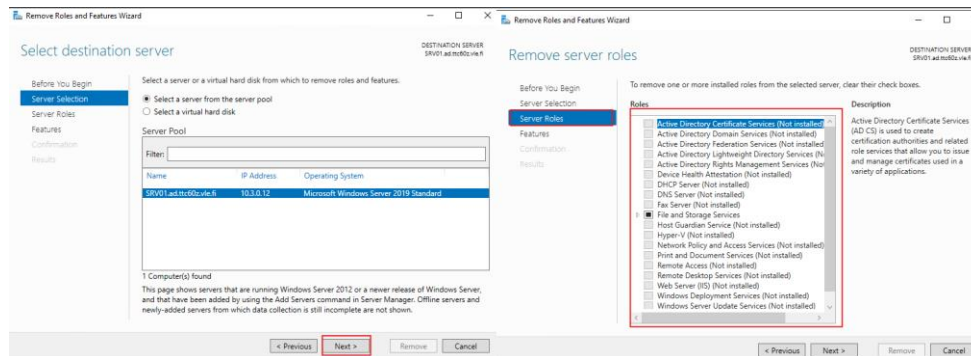 Remove Roles and Features Wizard
Select destination server
DESTINATION SERVER
SRV01.ad.ttc60z.vle.fi
Before You Begin
Server Selection
Server Roles
Features
Confirmation
Results
Select a server or a virtual hard disk from which to remove roles and features.
Select a server from the server pool
Select a virtual hard disk
Server Pool
Filter:
Name IP Address Operating System
SRV01.ad.ttc60z.vle.fi 10.3.0.12 Microsoft Windows Server 2019 Standard
1 Computer(s) found
This page shows servers that are running Windows Server 2012 or a newer release of Windows Server,
and that have been added by using the Add Servers command in Server Manager. Offline servers and
newly-added servers from which data collection is still incomplete are not shown.
< Previous Next > Remove Cancel
Remove Roles and Features Wizard
Remove server roles
DESTINATION SERVER
SRV01.ad.ttc60z.vle.fi
Before You Begin
Server Selection
Server Roles
Features
Confirmation
Results
To remove one or more installed roles from the selected server, clear their check boxes.
Roles
Active Directory Certificate Services (Not installed)
Active Directory Domain Services (Not installed)
Active Directory Federation Services (Not installed
Active Directory Lightweight Directory Services (N
Active Directory Rights Management Services (Not
Device Health Attestation (Not installed)
DHCP Server (Not installed)
DNS Server (Not installed)
Fax Server (Not installed)
File and Storage Services
Host Guardian Service (Not installed)
Hyper-V (Not installed)
Network Policy and Access Services (Not installed)
Print and Document Services (Not installed)
Remote Access (Not installed)
Remote Desktop Services (Not installed)
Web Server (IIS) (Not installed)
Windows Deployment Services (Not installed)
Windows Server Update Services (Not installed)
Description
Active Directory Certificate Services
(AD CS) is used to create
certification authorities and related
role services that allow you to issue
and manage certificates used in a
variety of applications.
< Previous Next > Remove Cancel